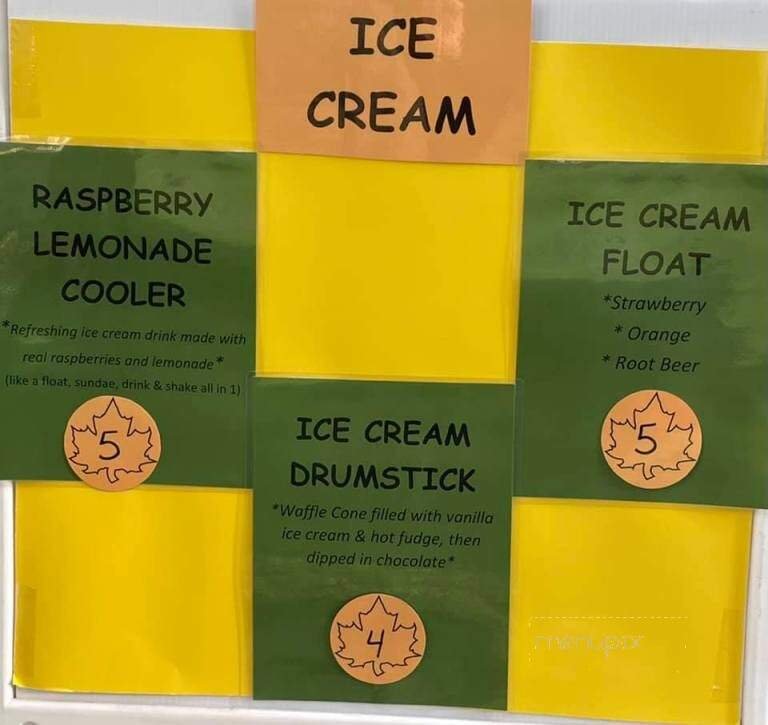 ICE
CREAM
RASPBERRY
LEMONADE
COOLER
*Refreshing ice cream drink made with
real raspberries and lemonade*
(like a float, sundae, drink & shake all in 1)
5
ICE CREAM
DRUMSTICK
*Waffle Cone filled with vanilla
ice cream & hot fudge, then
dipped in chocolate*
4
ICE CREAM
FLOAT
*Strawberry
* Orange
* Root Beer
5
menupix